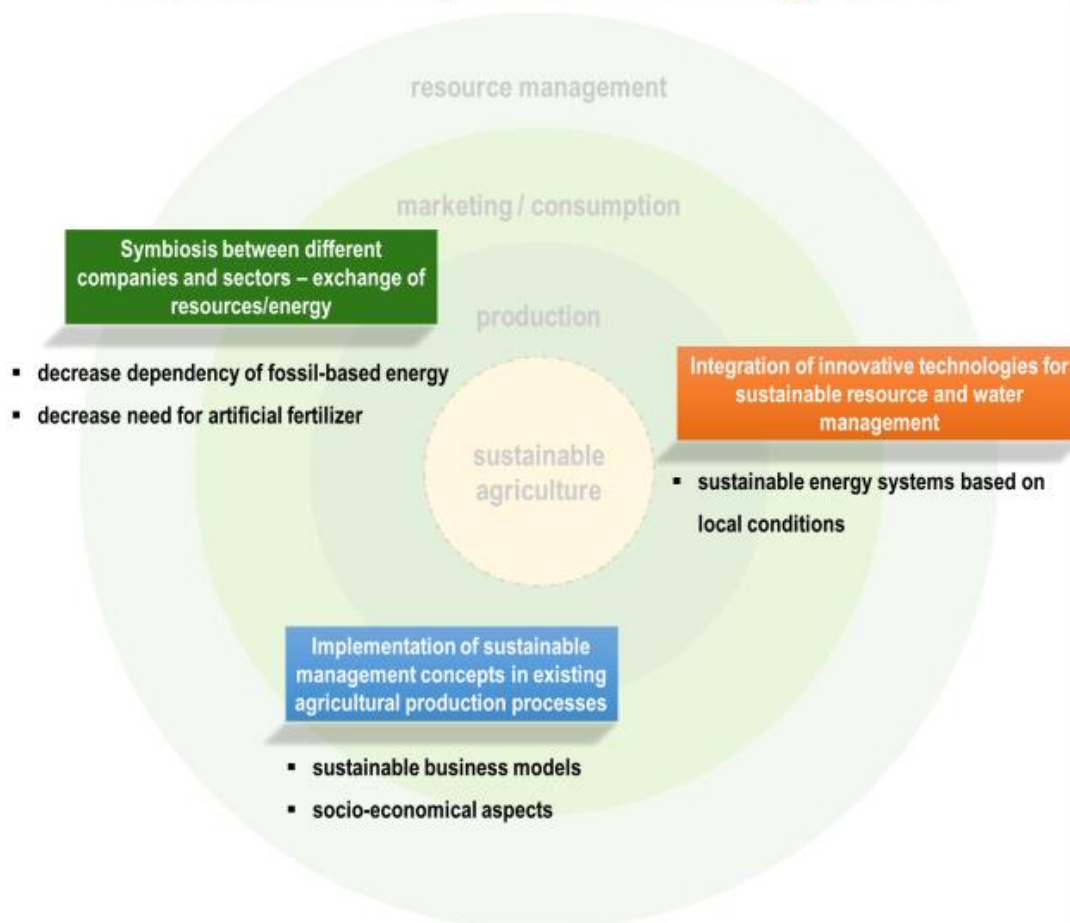 resource management
marketing / consumption
Symbiosis between different
companies and sectors – exchange of
resources/energy
production
▪ decrease dependency of fossil-based energy
▪ decrease need for artificial fertilizer
Integration of innovative technologies for
sustainable resource and water
management
sustainable
agriculture
▪ sustainable energy systems based on
local conditions
Implementation of sustainable
management concepts in existing
agricultural production processes
▪ sustainable business models
▪ socio-economical aspects